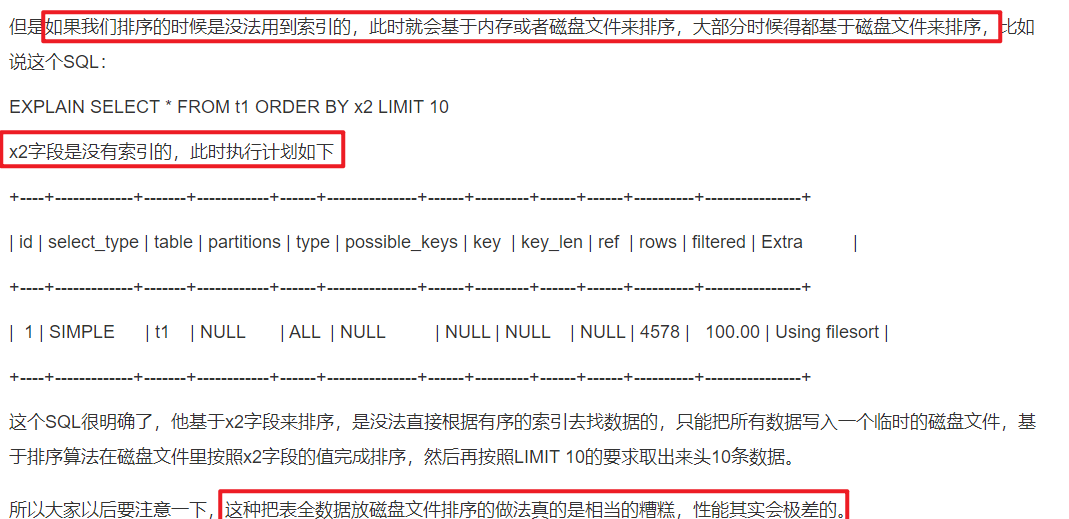 但是如果我们排序的时候是没法用到索引的，此时就会基于内存或者磁盘文件来排序，大部分时候得都基于磁盘文件来排序，比如
说这个SQL：
EXPLAIN SELECT * FROM t1 ORDER BY x2 LIMIT 10
x2字段是没有索引的，此时执行计划如下
+----+-------------+-------+------------+------+---------------+------+---------+------+------+----------+----------------+
| id | select_type | table | partitions | type | possible_keys | key | key_len | ref | rows | filtered | Extra |
+----+-------------+-------+------------+------+---------------+------+---------+------+------+----------+----------------+
| 1 | SIMPLE | t1 | NULL | ALL | NULL | NULL | NULL | NULL | 4578 | 100.00 | Using filesort |
+----+-------------+-------+------------+------+---------------+------+---------+------+------+----------+----------------+
这个SQL很明确了，他基于x2字段来排序，是没法直接根据有序的索引去找数据的，只能把所有数据写入一个临时的磁盘文件，基
于排序算法在磁盘文件里按照x2字段的值完成排序，然后再按照LIMIT 10的要求取出来头10条数据。
所以大家以后要注意一下，这种把表全数据放磁盘文件排序的做法真的是相当的糟糕，性能其实会极差的。